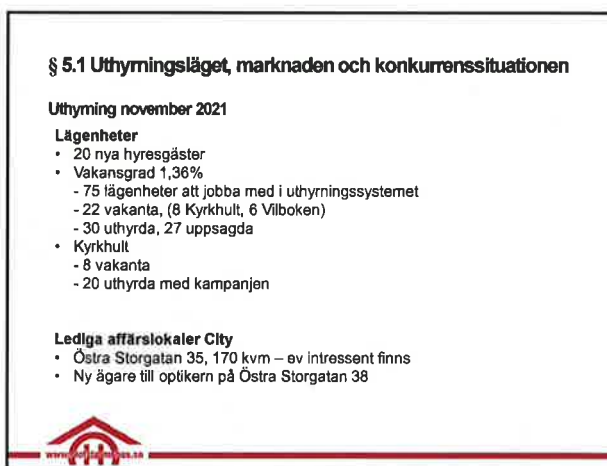 § 5.1 Uthyrningsläget, marknaden och konkurrenssituationen
Uthyrning november 2021
Lägenheter
• 20 nya hyresgäster
• Vakansgrad 1,36%
- 75 lägenheter att jobba med i uthyrningssystemet
- 22 vakanta, (8 Kyrkhult, 6 Vilboken)
- 30 uthyrda, 27 uppsagda
• Kyrkhult
- 8 vakanta
- 20 uthyrda med kampanjen
Lediga affärslokaler City
• Östra Storgatan 35, 170 kvm – ev intressent finns
• Ny ägare till optikern på Östra Storgatan 38